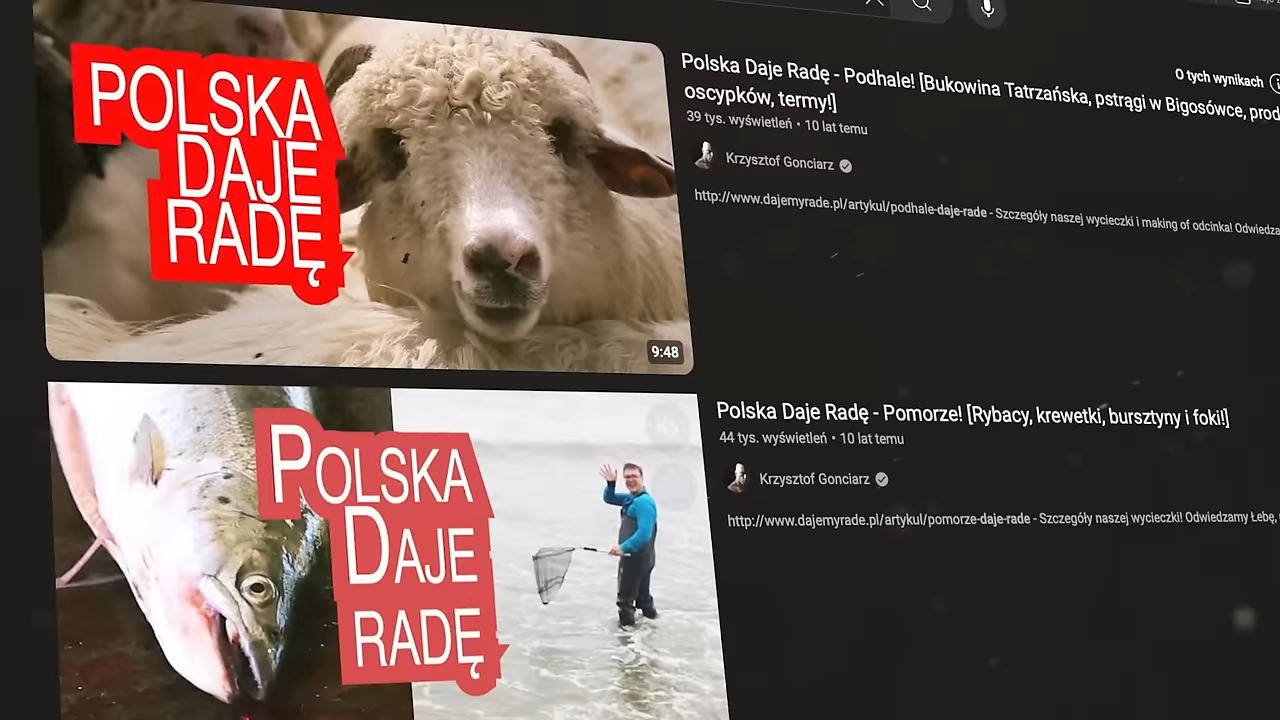 POLSKA
DAJE
RADĘ
9:48
Polska Daje Radę - Podhale! [Bukowina Tatrzańska, pstrągi w Bigosówce, prod
oscypków, termy!]
39 tys. wyświetleń • 10 lat temu
O tych wynikach
Krzysztof Gonciarz
http://www.dajemyrade.pl/artykul/podhale-daje-rade - Szczegóły naszej wycieczki i making of odcinka! Odwiedza
POLSKA
DAJE
RADĘ
Polska Daje Radę - Pomorze! [Rybacy, krewetki, bursztyny i foki!]
44 tys. wyświetleń • 10 lat temu
Krzysztof Gonciarz
http://www.dajemyrade.pl/artykul/pomorze-daje-rade - Szczegóły naszej wycieczki! Odwiedzamy Łebę,